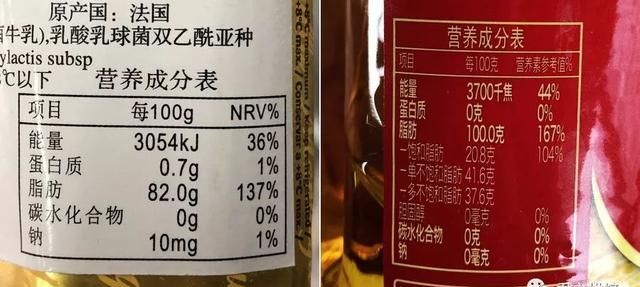 原产国：法国
牛乳),乳酸乳球菌双乙酰亚种
ylactis subsp
℃以下 营养成分表
项目 每100g NRV%
能量 3054kJ 36%
蛋白质 0.7g 1%
脂肪 82.0g 137%
碳水化合物 0g 0%
钠 10mg 1%
营养成分表
项目 每100克 营养素参考值%
能量 3700千焦 44%
蛋白质 0克 0%
脂肪 100.0克 167%
—饱和脂肪 20.8克 104%
—单不饱和脂肪 41.6克
—多不饱和脂肪 37.6克
胆固醇 0毫克 0%
碳水化合物 0克 0%
钠 0毫克 0%